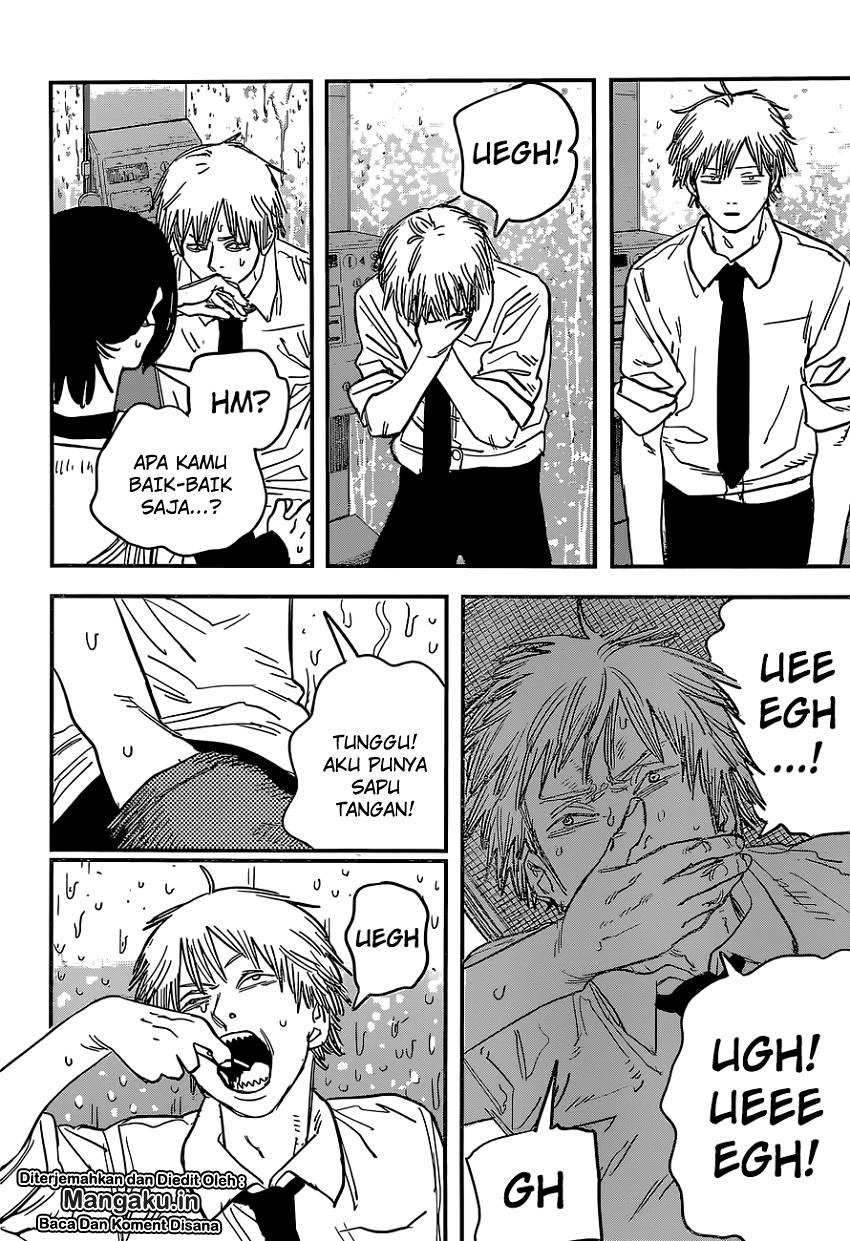 UEGH!
HM?
APA KAMU
BAIK-BAIK
SAJA...?
UEE
EGH
...!
UGH!
UEEE
EGH!
GH
TUNGGU!
AKU PUNYA
SAPU
TANGAN!
UEGH
Diterjemahkan dan Diedit Oleh :
Mangaku.in
Baca Dan Koment Disana